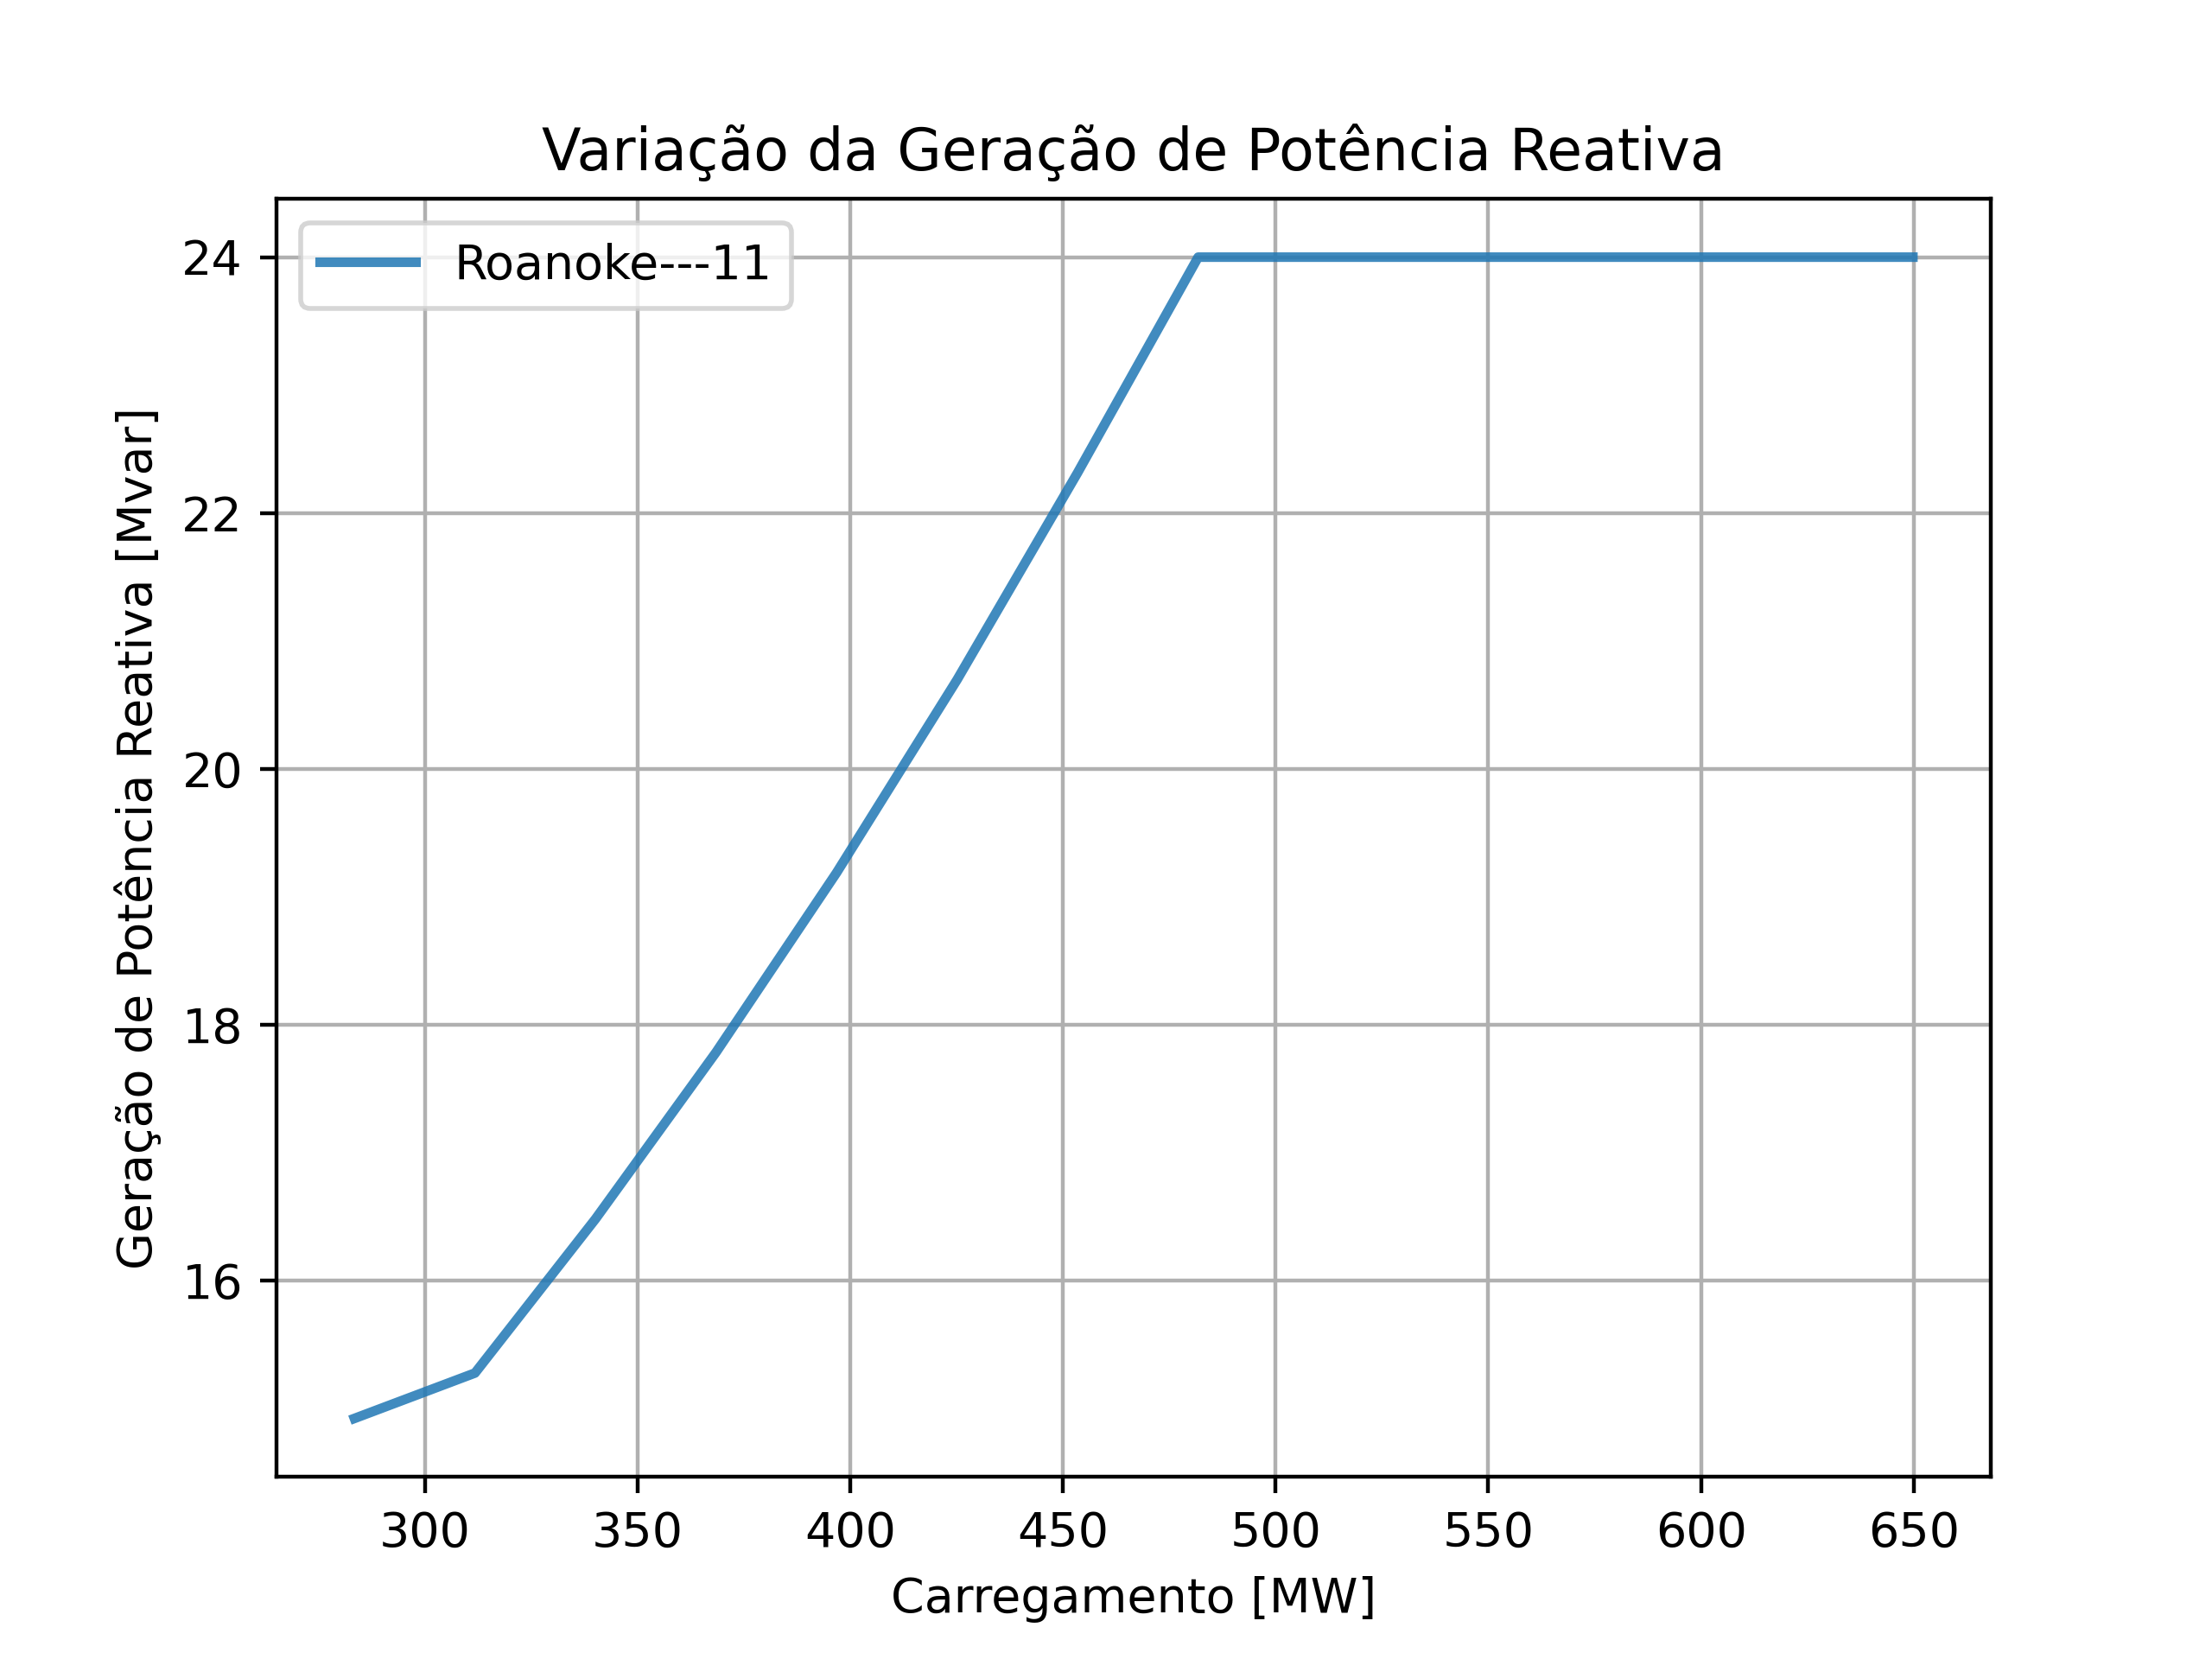 Variação da Geração de Potência Reativa
Roanoke---11
Geração de Potência Reativa [Mvar]
24
22
20
18
16
300 350 400 450 500 550 600 650
Carregamento [MW]